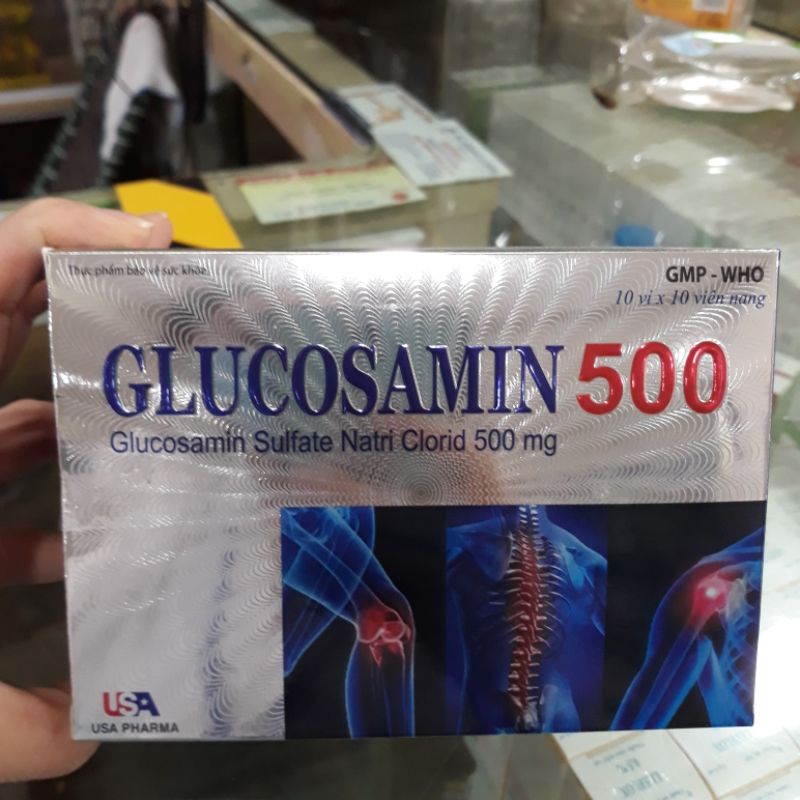 Thực phẩm bảo vệ sức khỏe
GMP - WHO
10 vỉ x 10 viên nang
GLUCOSAMIN 500
Glucosamin Sulfate Natri Clorid 500 mg
USA
USA PHARMA